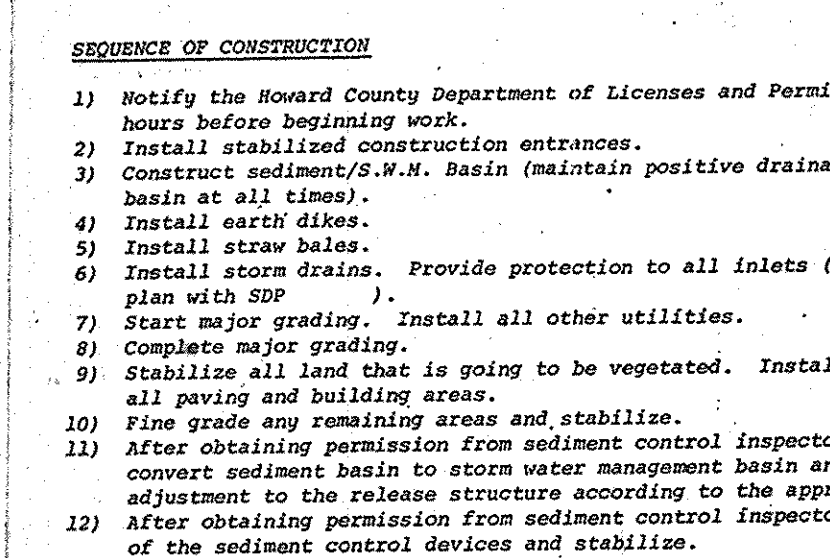 SEQUENCE OF CONSTRUCTION
1) Notify the Howard County Department of Licenses and Permi
hours before beginning work.
2) Install stabilized construction entrances.
3) Construct sediment/S.W.M. Basin (maintain positive draina
basin at all times).
4) Install earth dikes.
5) Install straw bales.
6) Install storm drains. Provide protection to all inlets (
plan with SDP ).
7) Start major grading. Install all other utilities.
8) Complete major grading.
9) Stabilize all land that is going to be vegetated. Instal
all paving and building areas.
10) Fine grade any remaining areas and stabilize.
11) After obtaining permission from sediment control inspecto
convert sediment basin to storm water management basin an
adjustment to the release structure according to the appr
12) After obtaining permission from sediment control inspecto
of the sediment control devices and stabilize.